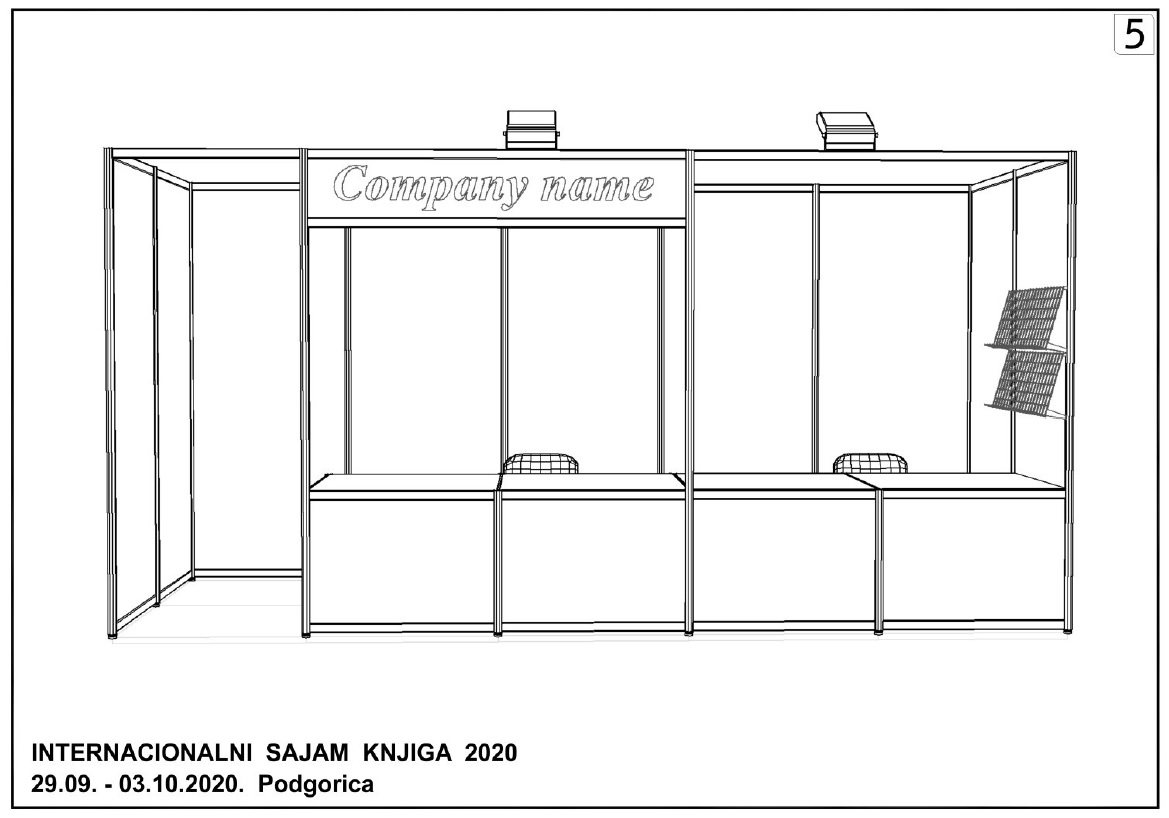 5
Company name
INTERNACIONALNI SAJAM KNJIGA 2020
29.09. - 03.10.2020. Podgorica